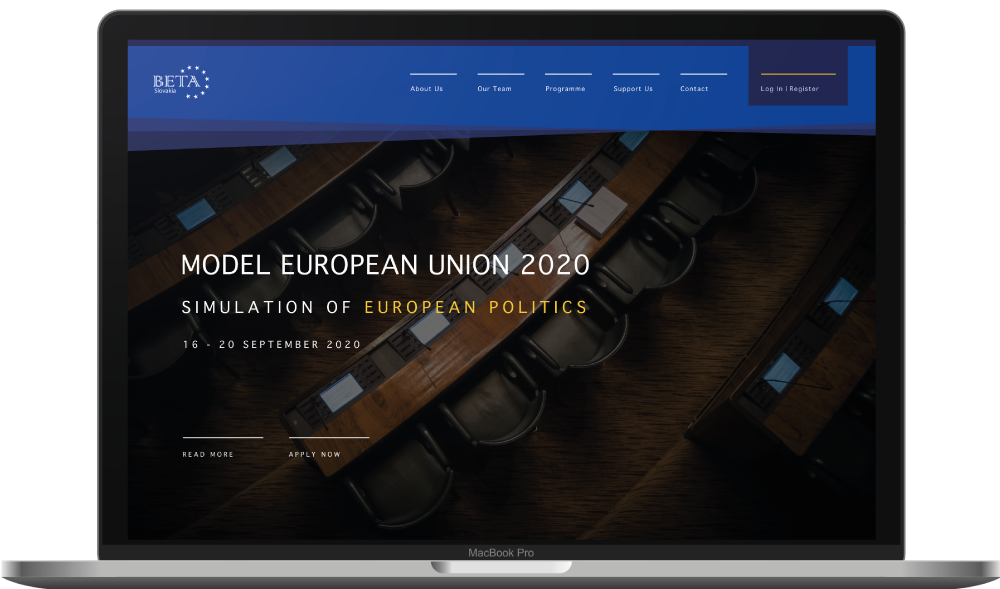 BETA
Slovakia
About Us
Our Team
Programme
Support Us
Contact
Log In | Register
MODEL EUROPEAN UNION 2020
SIMULATION OF EUROPEAN POLITICS
16 - 20 SEPTEMBER 2020
READ MORE
APPLY NOW
MacBook Pro